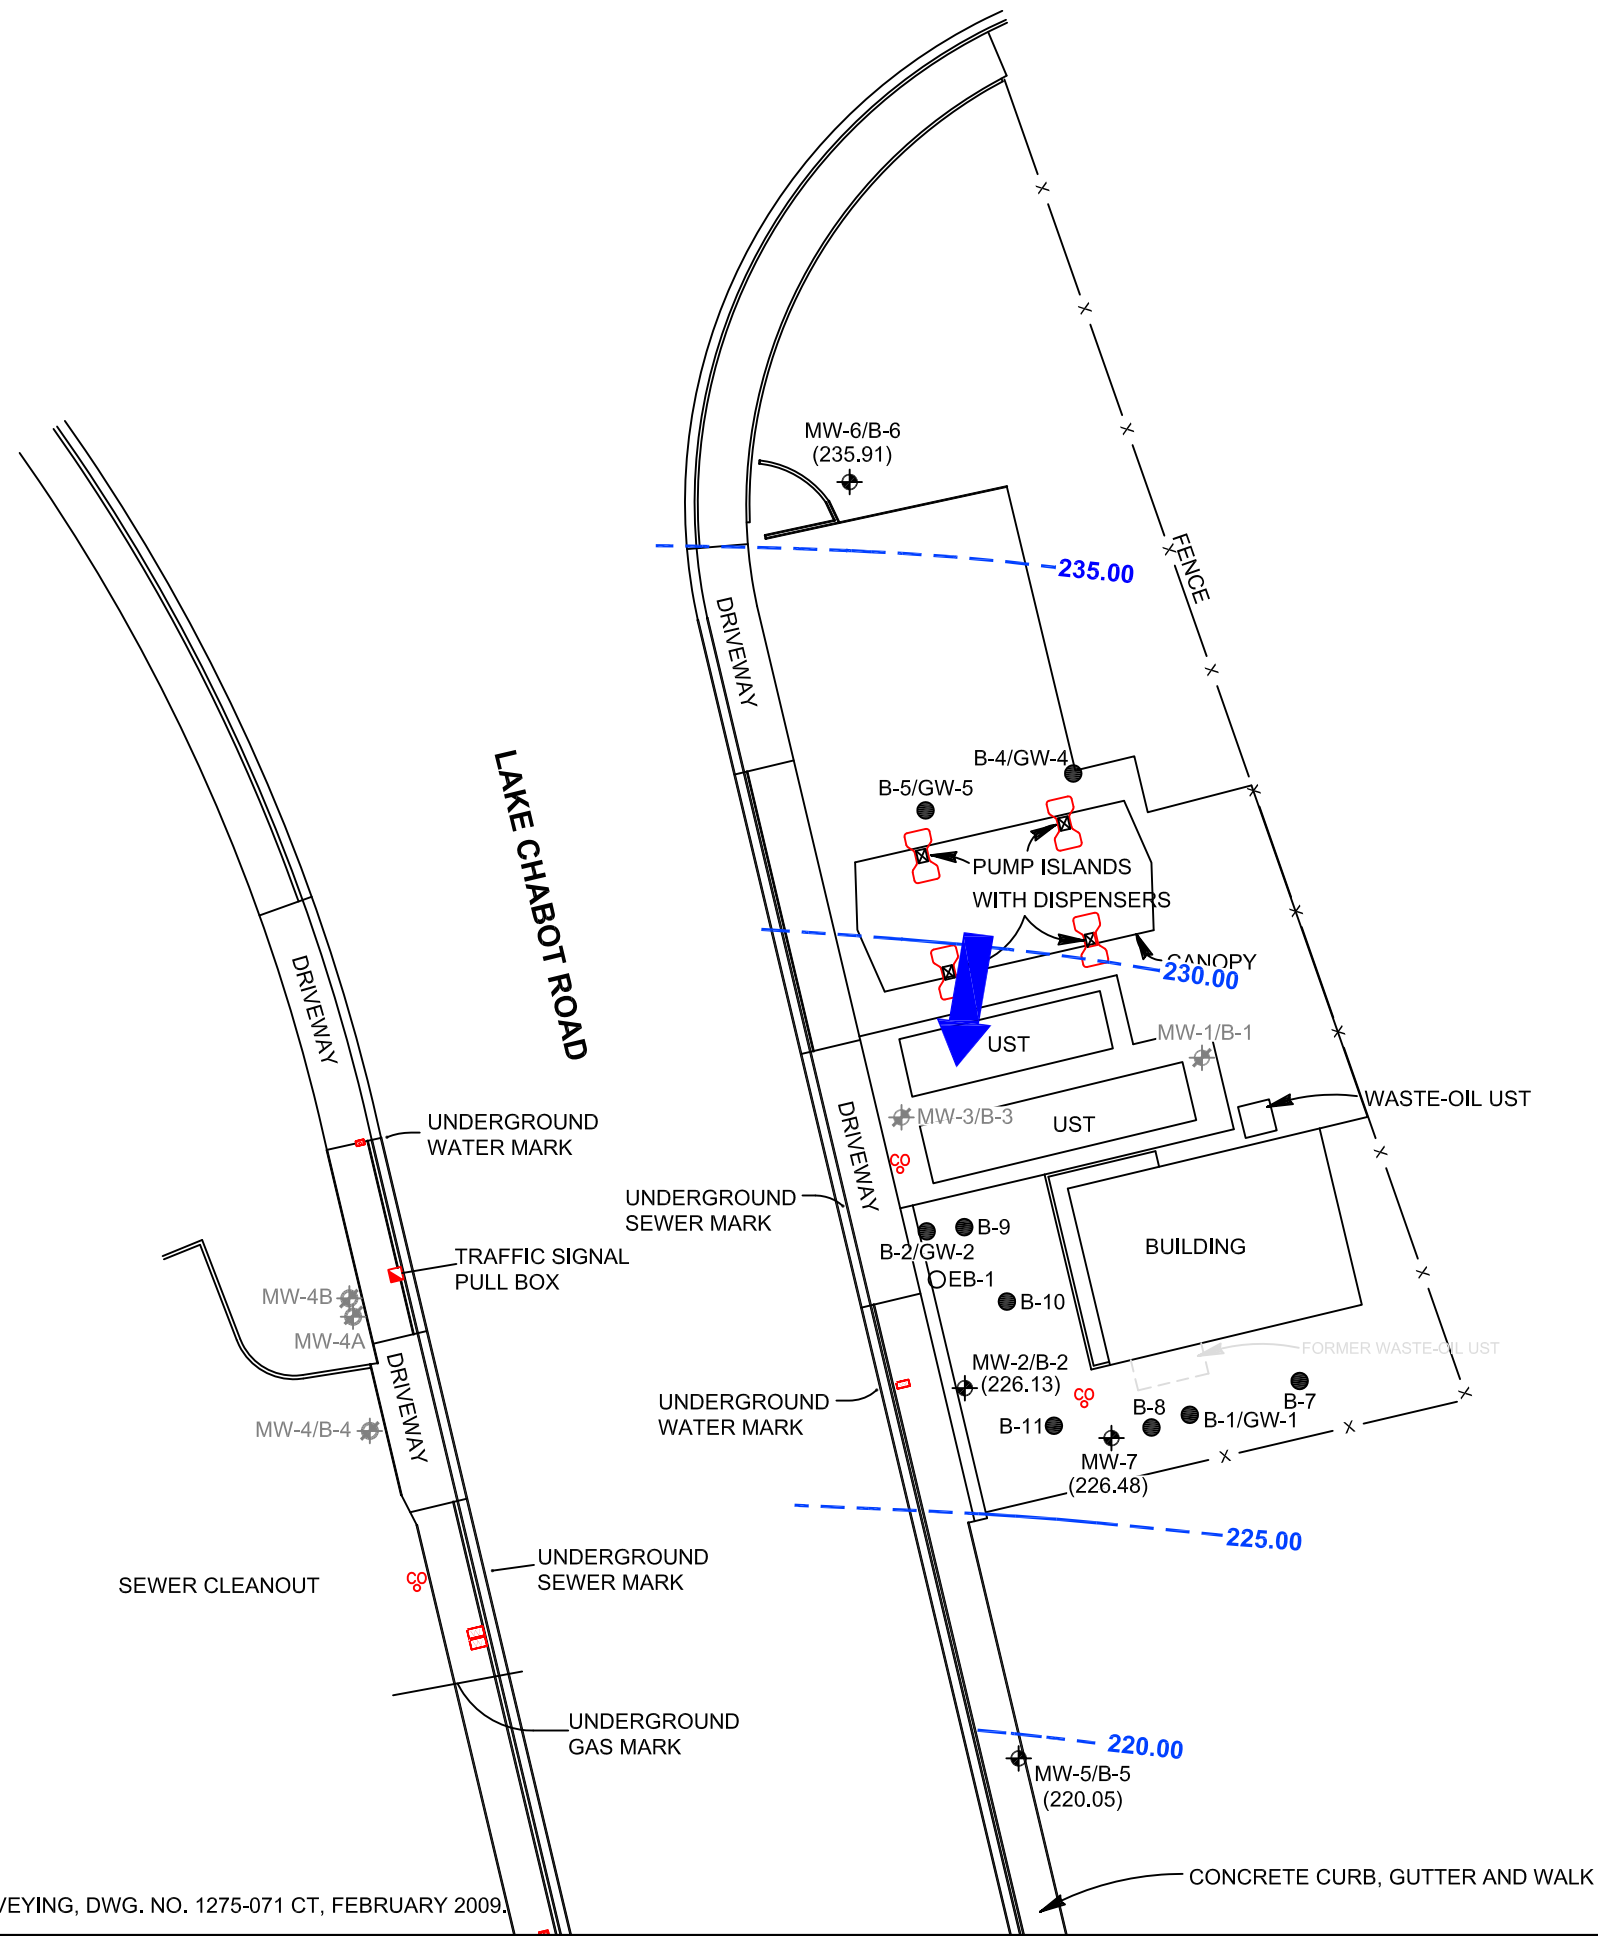 MW-6/B-6
(235.91)
235.00
FENCE
DRIVEWAY
LAKE CHABOT ROAD
B-4/GW-4
B-5/GW-5
PUMP ISLANDS
WITH DISPENSERS
CANOPY
230.00
DRIVEWAY
MW-1/B-1
UST
WASTE-OIL UST
MW-3/B-3
UST
UNDERGROUND
WATER MARK
CO
DRIVEWAY
UNDERGROUND
SEWER MARK
B-9
B-2/GW-2
BUILDING
TRAFFIC SIGNAL
PULL BOX
EB-1
MW-4B
B-10
MW-4A
FORMER WASTE-OIL UST
DRIVEWAY
MW-2/B-2
(226.13)
CO
B-7
UNDERGROUND
WATER MARK
B-8
B-1/GW-1
B-11
MW-4/B-4
MW-7
(226.48)
225.00
UNDERGROUND
SEWER MARK
SEWER CLEANOUT
CO
UNDERGROUND
GAS MARK
220.00
MW-5/B-5
(220.05)
CONCRETE CURB, GUTTER AND WALK
VEYING, DWG. NO. 1275-071 CT, FEBRUARY 2009.